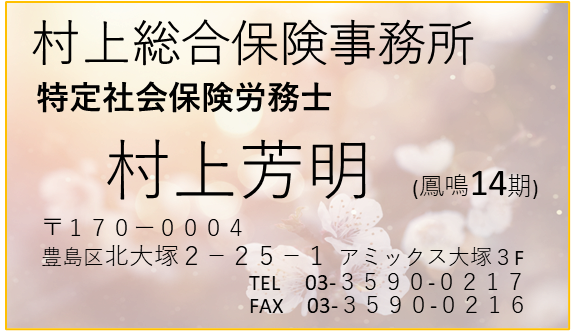 村上総合保険事務所
特定社会保険労務士
村上芳明 (鳳鳴14期)
〒１７０－０００４
豊島区北大塚２－２５－１ アミックス大塚３F
TEL 03-３５９０-０２１７
FAX 03-３５９０-０２１６